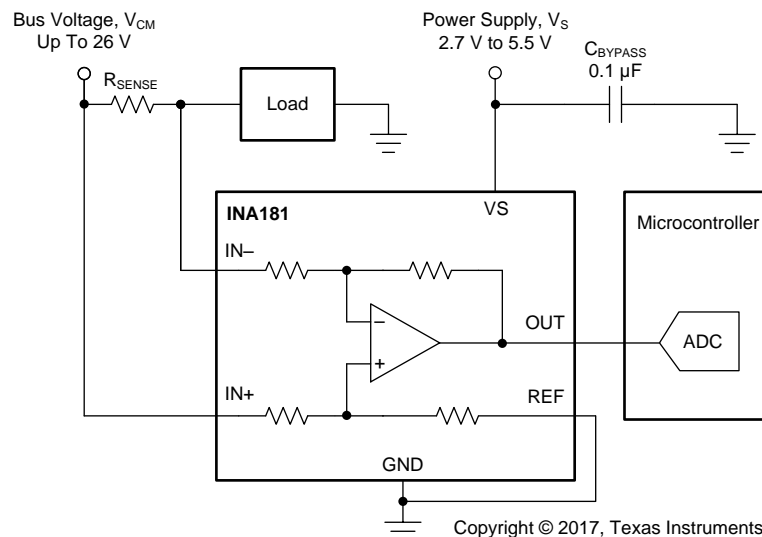 Bus Voltage, VCM
Up To 26 V
Power Supply, VS
2.7 V to 5.5 V
CBYPASS
0.1 µF
RSENSE
Load
INA181
VS
Microcontroller
IN–
–
+
OUT
ADC
IN+
REF
GND
Copyright © 2017, Texas Instruments